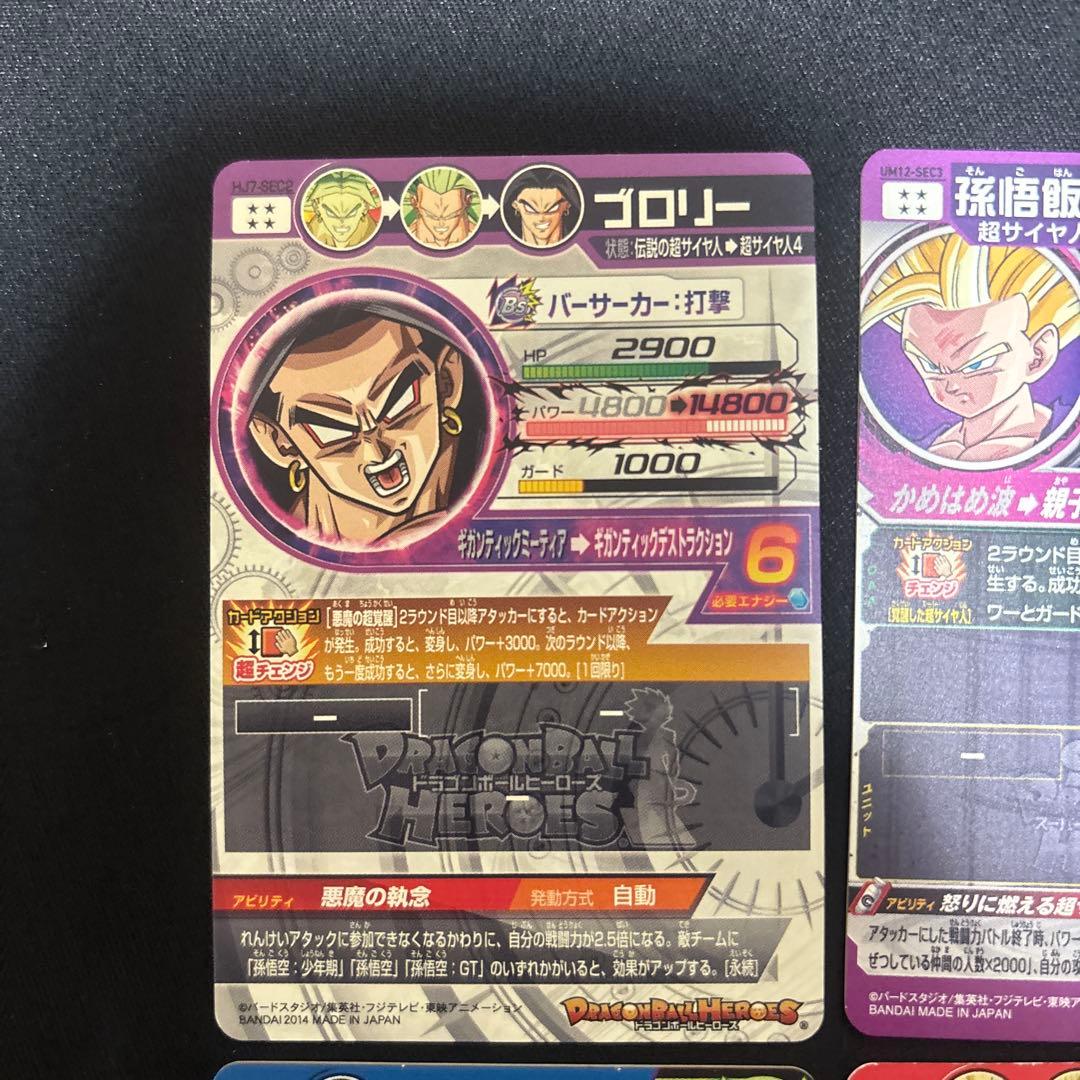 HJ7-SEC2
ゴロリー
状態:伝説の超サイヤ人➡超サイヤ人4
Bs
バーサーカー:打撃
HP 2900
パワー 4800➡14800
ガード 1000
ギガンティックミーティア➡ギガンティックデストラクション
6
必要エナジー
カードアクション
超チェンジ
[悪魔の超覚醒]2ラウンド目以降アタッカーにすると、カードアクション
が発生。成功すると、変身し、パワー+3000。次のラウンド以降、
もう一度成功すると、さらに変身し、パワー+7000。[1回限り]
ー
ー
DRAGONBALL
ドラゴンボールヒーローズ
HEROES
ー
アビリティ 悪魔の執念 発動方式 自動
れんけいアタックに参加できなくなるかわりに、自分の戦闘力が2.5倍になる。敵チームに
「孫悟空:少年期」「孫悟空」「孫悟空:GT」のいずれかがいると、効果がアップする。[永続]
©バードスタジオ/集英社・フジテレビ・東映アニメーション
BANDAI 2014 MADE IN JAPAN
DRAGONBALL HEROES
ドラゴンボールヒーローズ
®
UM12-SEC3
そん ご はん
孫悟飯
超サイヤ人
かめはめ波➡親子
カードアクション
チェンジ
[覚醒した超サイヤ人]
2ラウンド目
生する。成功
ワーとガード
ー
ユニット
スーパー
アビリティ 怒りに燃える超サ
アタッカーにした戦闘力バトル終了時、パワー
ぜつしている仲間の人数×2000」、自分の攻
©バードスタジオ/集英社・フジテレビ・東映ア
BANDAI MADE IN JAPAN